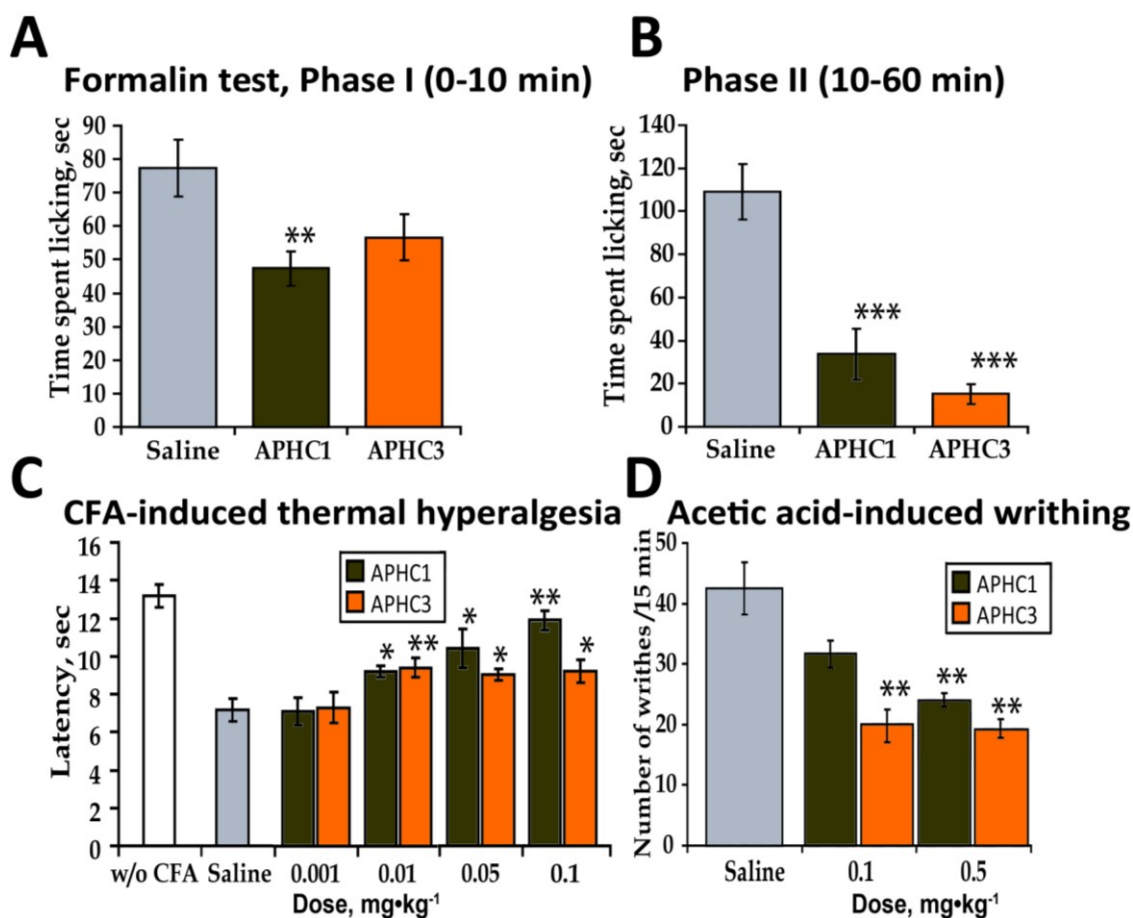 A
Formalin test, Phase I (0-10 min)
Time spent licking, sec
90
80
70
60
50
40
30
20
10
0
**
Saline APHC1 APHC3
B
Phase II (10-60 min)
Time spent licking, sec
140
120
100
80
60
40
20
0
***
***
Saline APHC1 APHC3
C
CFA-induced thermal hyperalgesia
Latency, sec
16
14
12
10
8
6
4
2
0
APHC1
APHC3
* ** * * ** *
w/o CFA Saline 0.001 0.01 0.05 0.1
Dose, mg•kg⁻¹
D
Acetic acid-induced writhing
Number of writhes/15 min
50
40
30
20
10
0
APHC1
APHC3
** ** **
Saline 0.1 0.5
Dose, mg•kg⁻¹